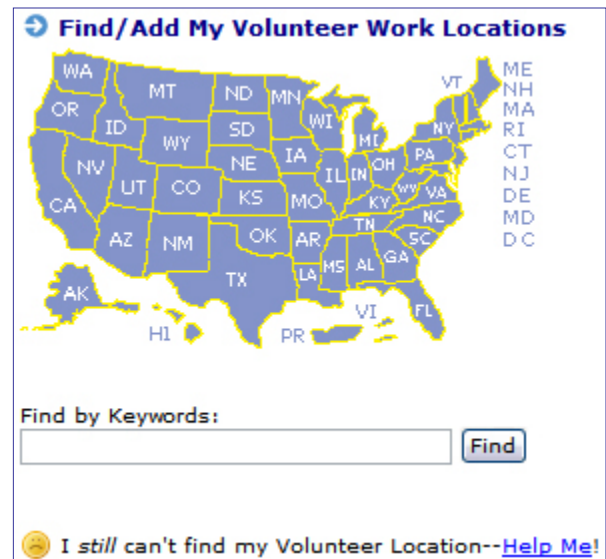 Find/Add My Volunteer Work Locations
WA MT ND MN VT ME
NH
OR ID WY SD WI MI NY MA
RI
NV UT CO NE IA IL IN OH PA CT
NJ
CA KS MO KY WV VA DE
MD
AZ NM OK AR TN NC DC
TX LA MS AL GA SC
AK HI PR VI FL
Find by Keywords:
Find
I still can't find my Volunteer Location--Help Me!